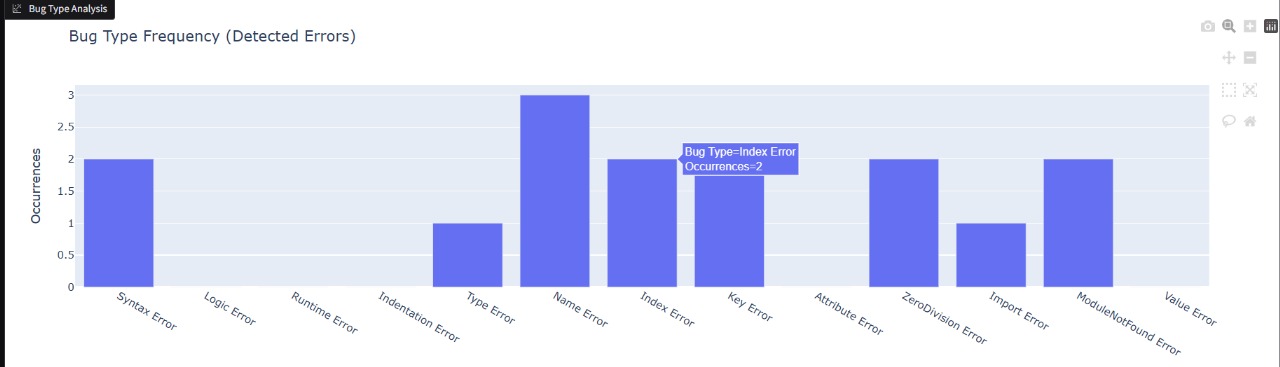 Bug Type Analysis
Bug Type Frequency (Detected Errors)
3
2.5
2
1.5
1
0.5
0
Occurrences
Bug Type=Index Error
Occurrences=2
Syntax Error
Logic Error
Runtime Error
Indentation Error
Type Error
Name Error
Index Error
Key Error
Attribute Error
ZeroDivision Error
Import Error
ModuleNotFound Error
Value Error